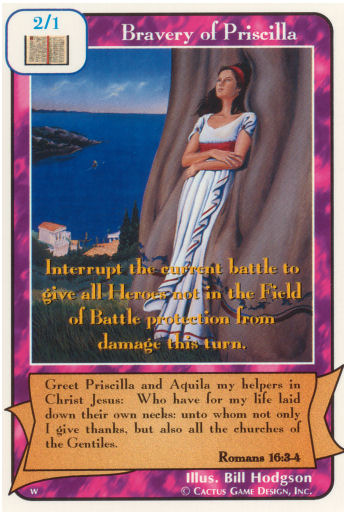 2/1
Bravery of Priscilla
Interrupt the current battle to
give all Heroes not in the Field
of Battle protection from
damage this turn.
Greet Priscilla and Aquila my helpers in
Christ Jesus: Who have for my life laid
down their own necks: unto whom not only
I give thanks, but also all the churches of
the Gentiles.
Romans 16:3-4
Illus. Bill Hodgson
W © Cactus Game Design, Inc.